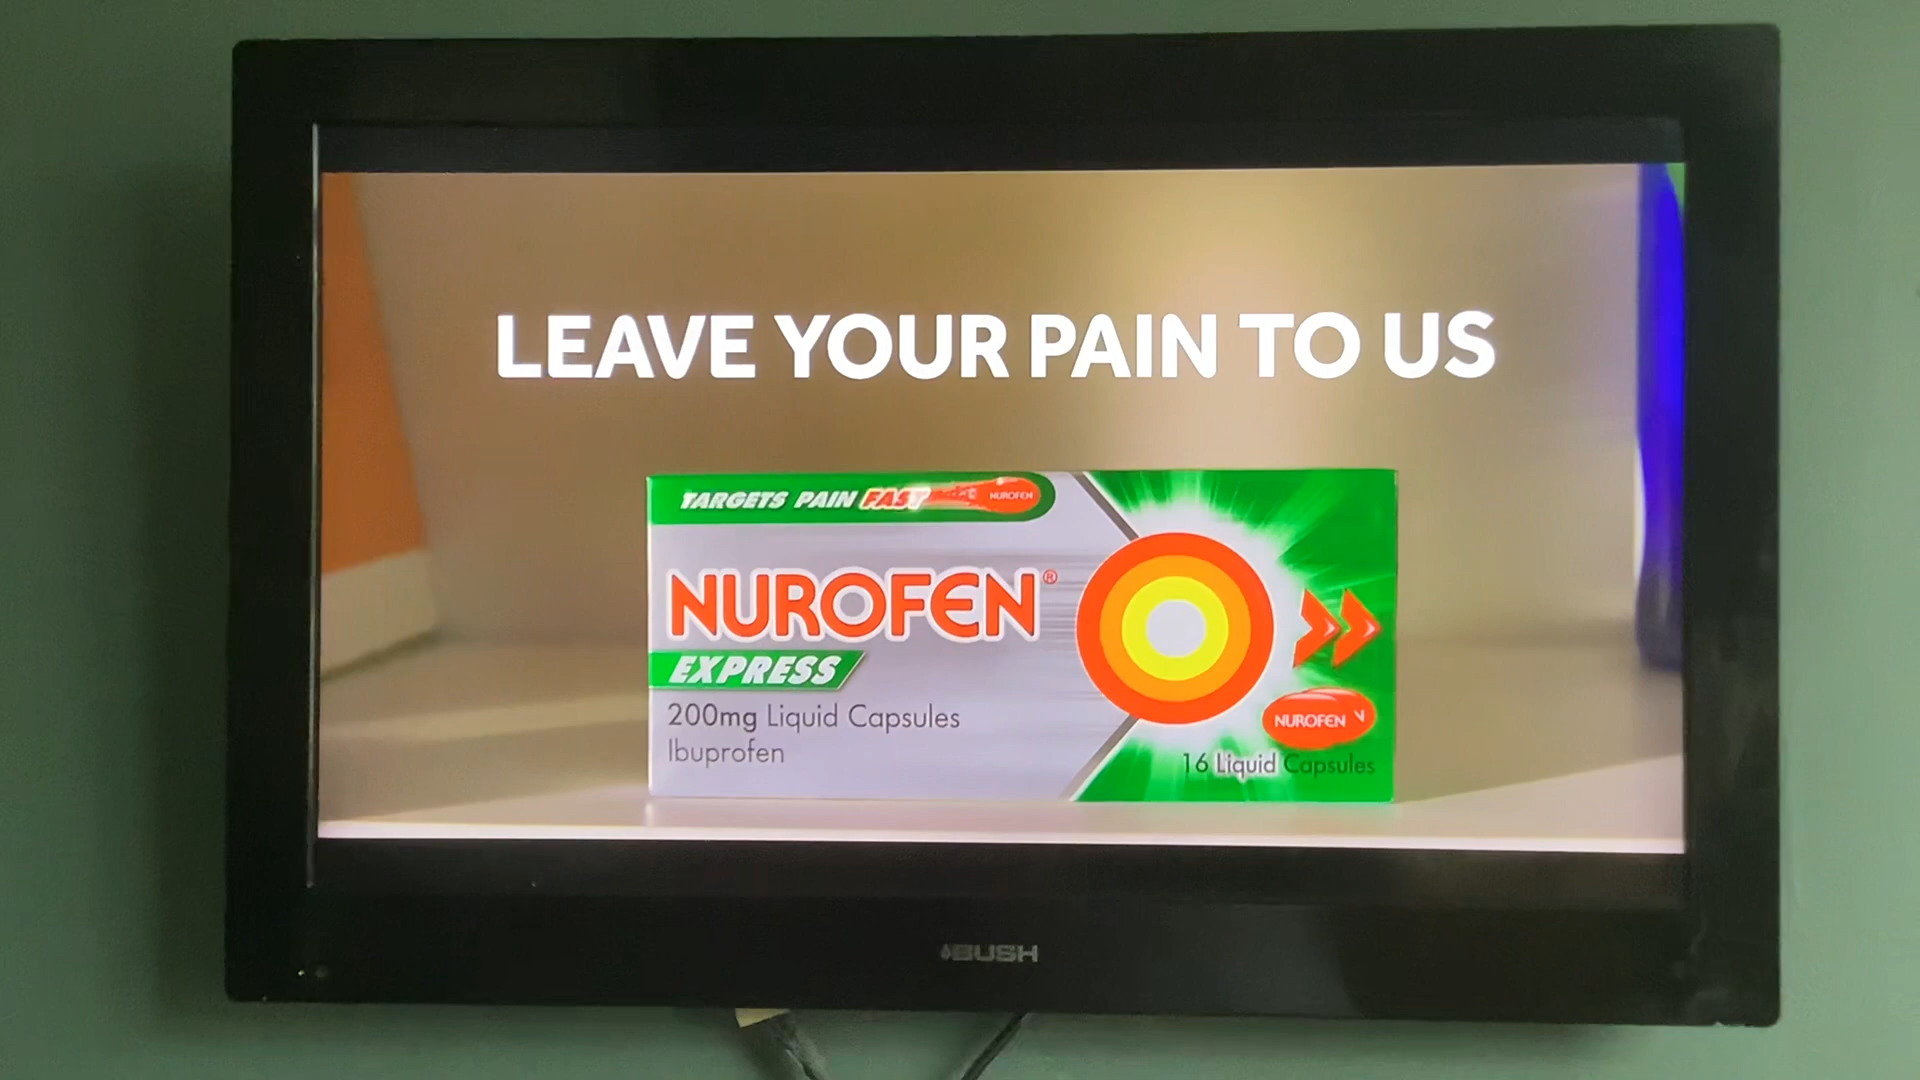 LEAVE YOUR PAIN TO US
TARGETS PAIN FAST NUROFEN
NUROFEN®
EXPRESS
200mg Liquid Capsules
Ibuprofen
NUROFEN
16 Liquid Capsules
BUSH